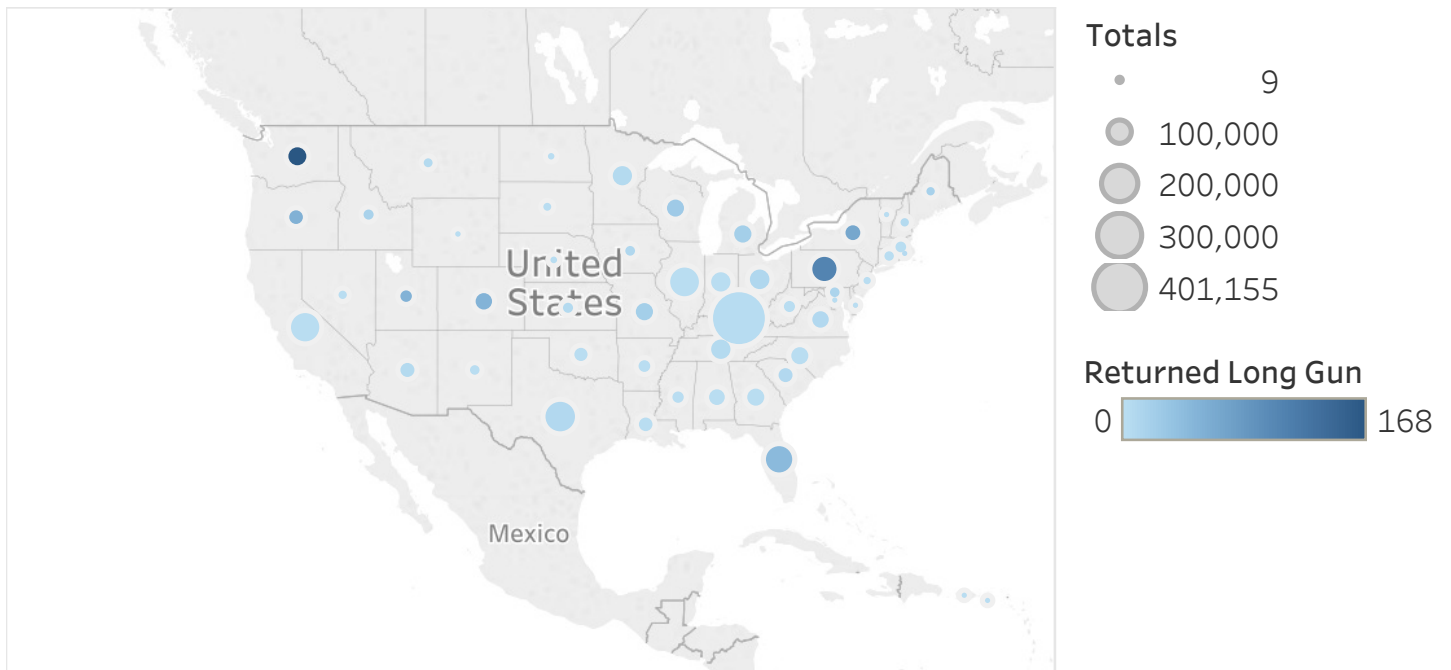 United
States
Mexico
Totals
9
100,000
200,000
300,000
401,155
Returned Long Gun
0 168